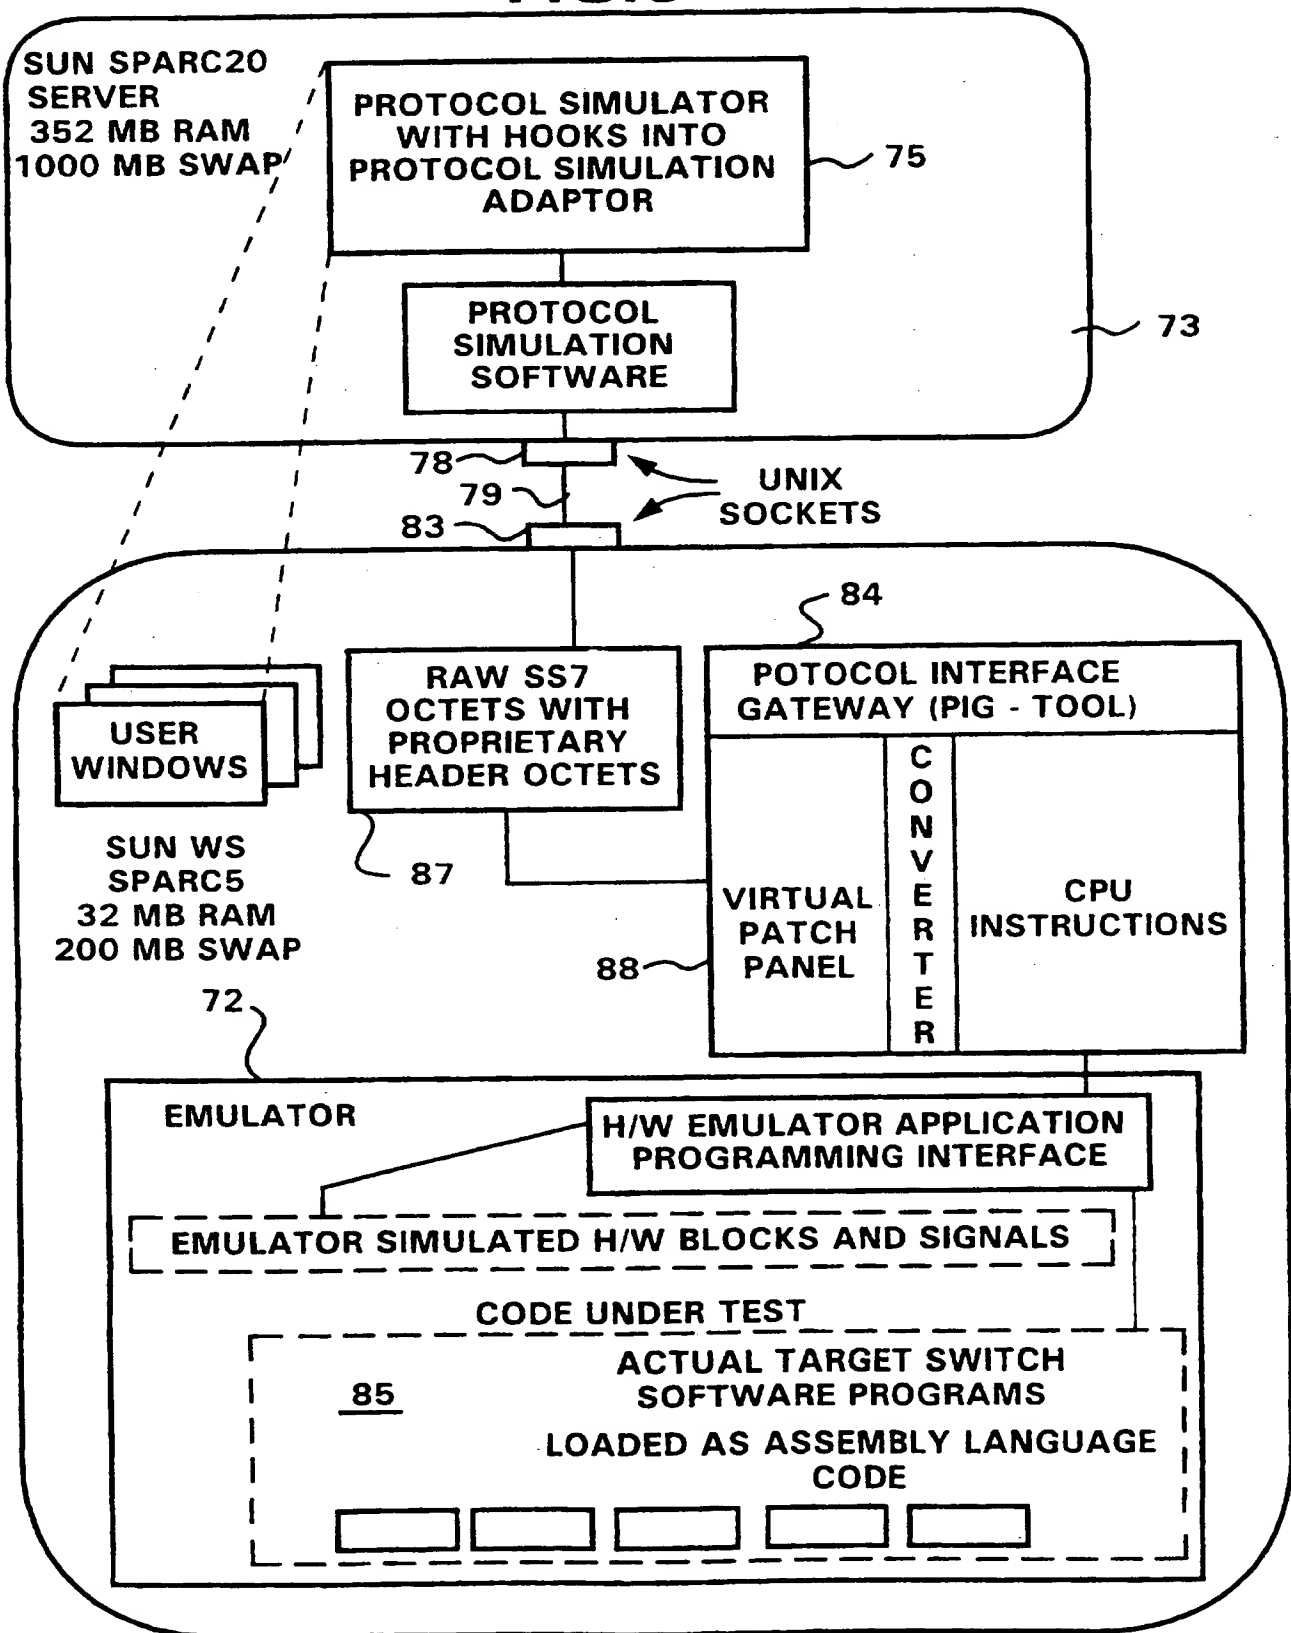 SUN SPARC20
SERVER
352 MB RAM
1000 MB SWAP
PROTOCOL SIMULATOR
WITH HOOKS INTO
PROTOCOL SIMULATION
ADAPTOR
75
PROTOCOL
SIMULATION
SOFTWARE
73
78
79
83
UNIX
SOCKETS
84
USER
WINDOWS
RAW SS7
OCTETS WITH
PROPRIETARY
HEADER OCTETS
POTOCOL INTERFACE
GATEWAY (PIG - TOOL)
VIRTUAL
PATCH
PANEL
CONVERTER
CPU
INSTRUCTIONS
SUN WS
SPARC5
32 MB RAM
200 MB SWAP
87
88
72
EMULATOR
H/W EMULATOR APPLICATION
PROGRAMMING INTERFACE
EMULATOR SIMULATED H/W BLOCKS AND SIGNALS
CODE UNDER TEST
85
ACTUAL TARGET SWITCH
SOFTWARE PROGRAMS
LOADED AS ASSEMBLY LANGUAGE
CODE